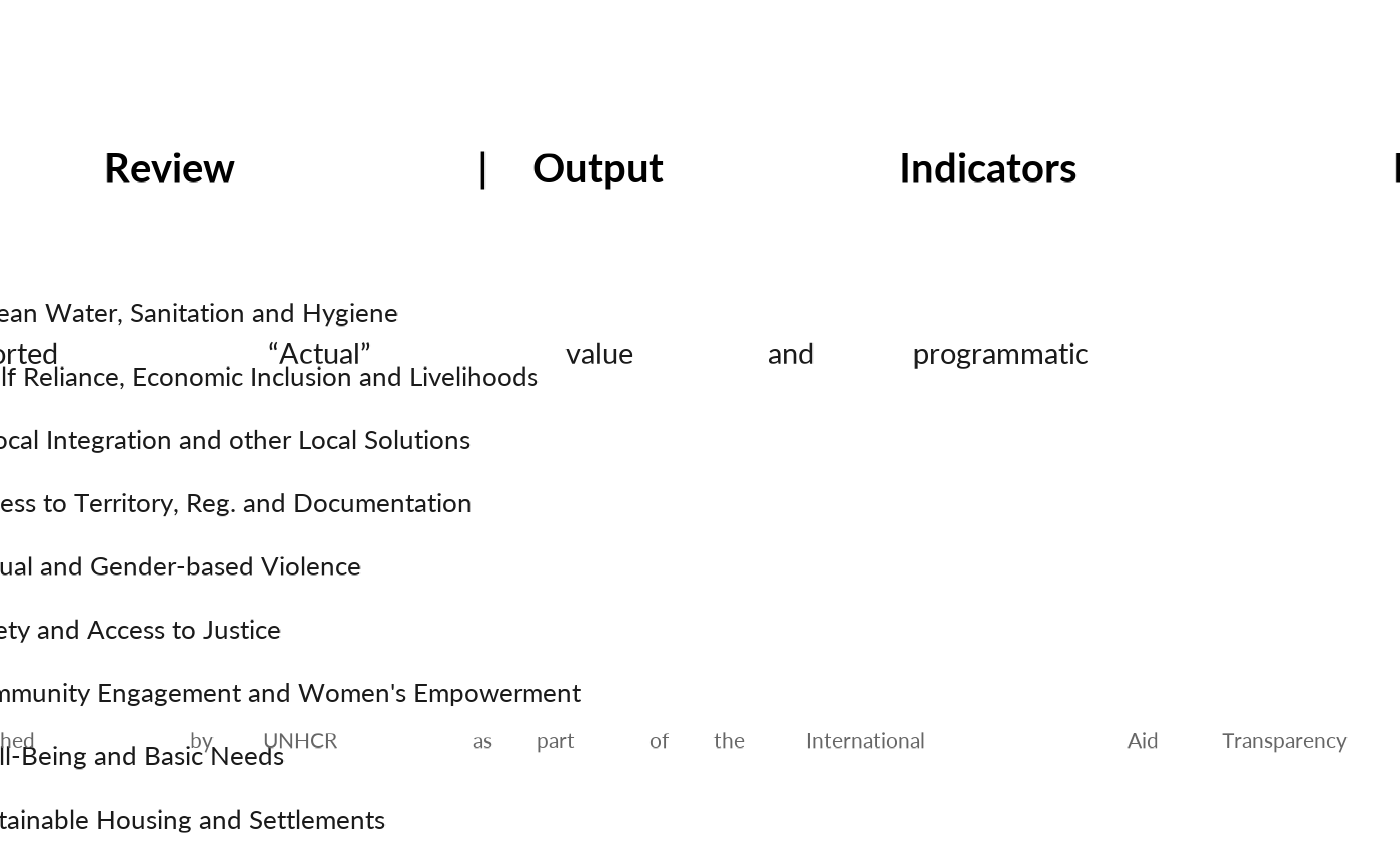 Review | Output Indicators
ean Water, Sanitation and Hygiene
orted “Actual” value and programmatic
lf Reliance, Economic Inclusion and Livelihoods
ocal Integration and other Local Solutions
ess to Territory, Reg. and Documentation
ual and Gender-based Violence
ety and Access to Justice
mmunity Engagement and Women's Empowerment
hed by UNHCR as part of the International Aid Transparency
ll-Being and Basic Needs
tainable Housing and Settlements